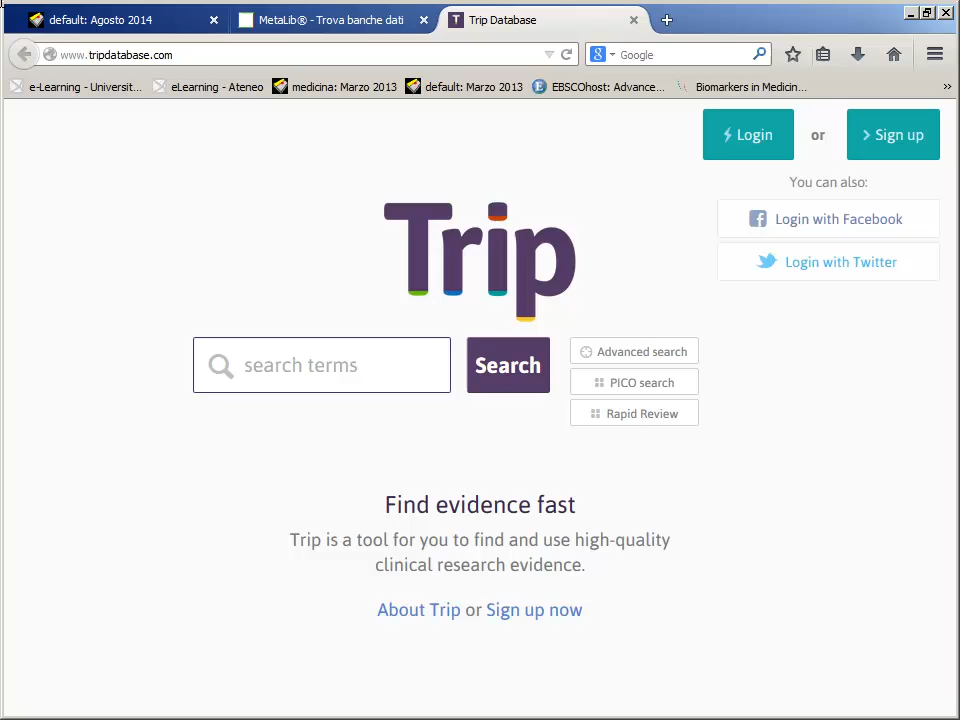 default: Agosto 2014
MetaLib® - Trova banche dati
Trip Database
www.tripdatabase.com
Google
e-Learning - Universit...
eLearning - Ateneo
medicina: Marzo 2013
default: Marzo 2013
EBSCOhost: Advance...
Biomarkers in Medicin...
Login
or
Sign up
You can also:
Login with Facebook
Login with Twitter
Trip
search terms
Search
Advanced search
PICO search
Rapid Review
Find evidence fast
Trip is a tool for you to find and use high-quality
clinical research evidence.
About Trip or Sign up now